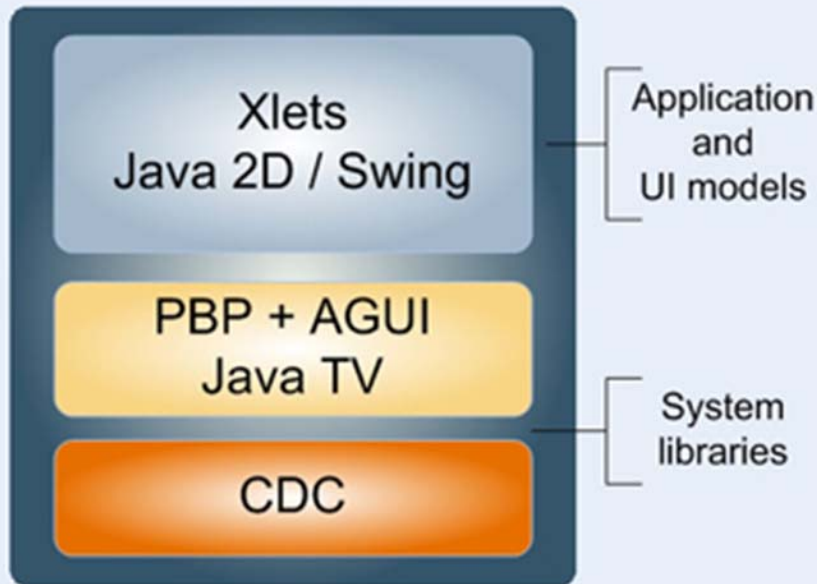 Xlets
Java 2D / Swing
Application
and
UI models
PBP + AGUI
Java TV
System
libraries
CDC